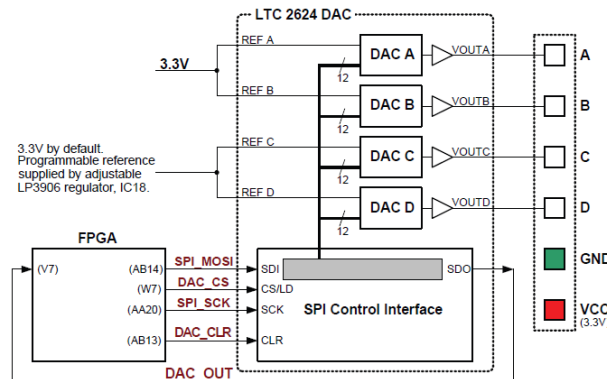 LTC 2624 DAC
REF A
DAC A
VOUTA
A
3.3V
12
REF B
DAC B
VOUTB
B
12
3.3V by default.
Programmable reference
supplied by adjustable
LP3906 regulator, IC18.
REF C
DAC C
VOUTC
C
12
REF D
DAC D
VOUTD
D
12
FPGA
GND
(V7)
(AB14)
SPI_MOSI
SDI
SDO
(W7)
DAC_CS
CS/LD
SPI Control Interface
VCC
(3.3V
(AA20)
SPI_SCK
SCK
(AB13)
DAC_CLR
CLR
DAC_OUT